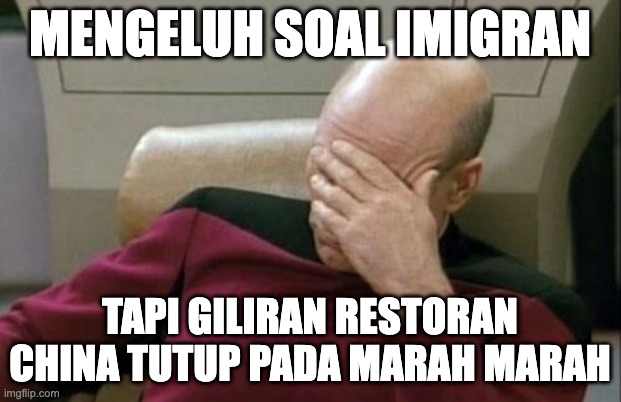 MENGELUH SOAL IMIGRAN
TAPI GILIRAN RESTORAN
CHINA TUTUP PADA MARAH MARAH
imgflip.com